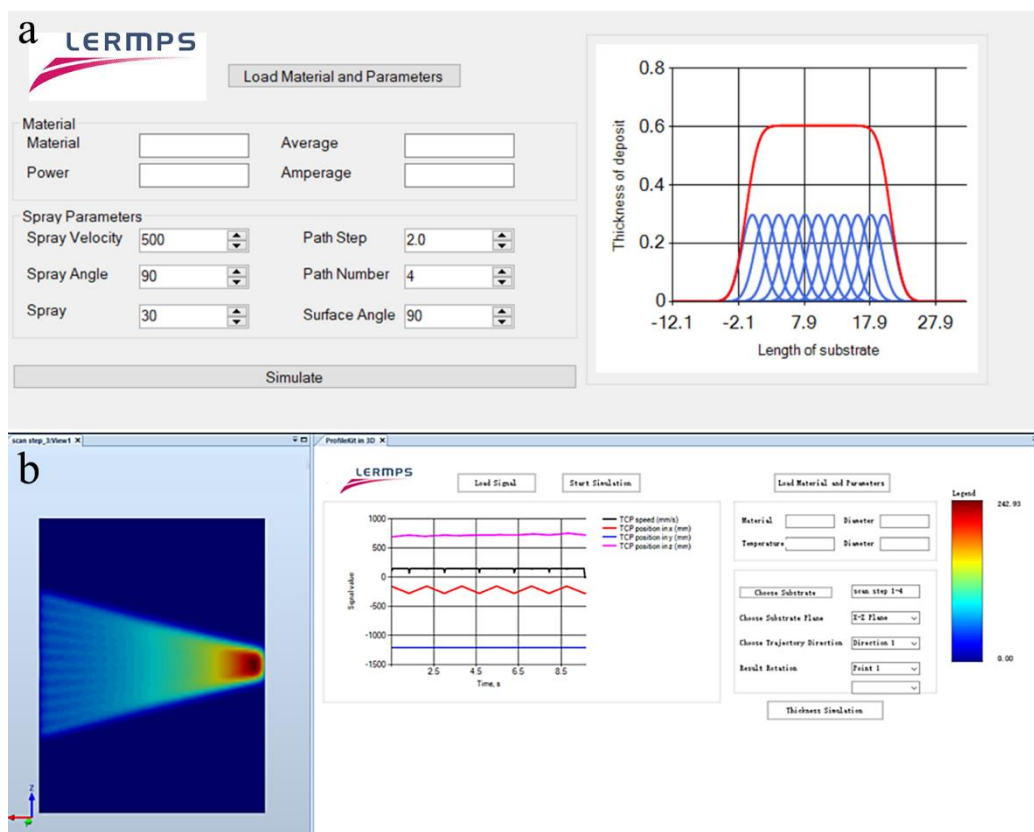 a
LERMPS
Load Material and Parameters
Material
Material
Average
Power
Amperage
Spray Parameters
Spray Velocity 500
Path Step 2.0
Spray Angle 90
Path Number 4
Spray 30
Surface Angle 90
Simulate
0.8
0.6
0.4
0.2
0
Thickness of deposit
-12.1 -2.1 7.9 17.9 27.9
Length of substrate
scan step_3:View1 X
b
Z
ProfileKit in 3D X
LERMPS
Load Signal
Start Simulation
Load Material and Parameters
1000
500
0
-500
-1000
-1500
Signal value
2.5 4.5 6.5 8.5
Time, s
TCP speed (mm/s)
TCP position in x (mm)
TCP position in y (mm)
TCP position in z (mm)
Material
Diameter
Temperature
Diameter
Choose Substrate
scan step 1-4
Choose Substrate Plane
X-Z Plane
Choose Trajectory Direction
Direction 1
Result Rotation
Point 1
Thickness Simulation
Legend
242.93
0.00